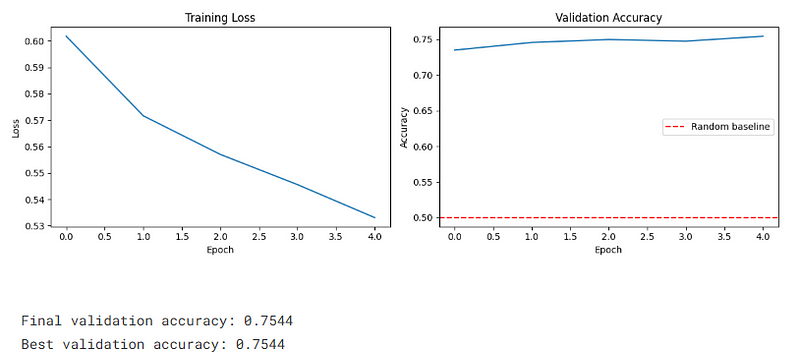 Training Loss
0.60
0.59
0.58
0.57
0.56
0.55
0.54
0.53
Loss
0.0 0.5 1.0 1.5 2.0 2.5 3.0 3.5 4.0
Epoch
Validation Accuracy
0.75
0.70
0.65
0.60
0.55
0.50
Accuracy
Random baseline
0.0 0.5 1.0 1.5 2.0 2.5 3.0 3.5 4.0
Epoch
Final validation accuracy: 0.7544
Best validation accuracy: 0.7544